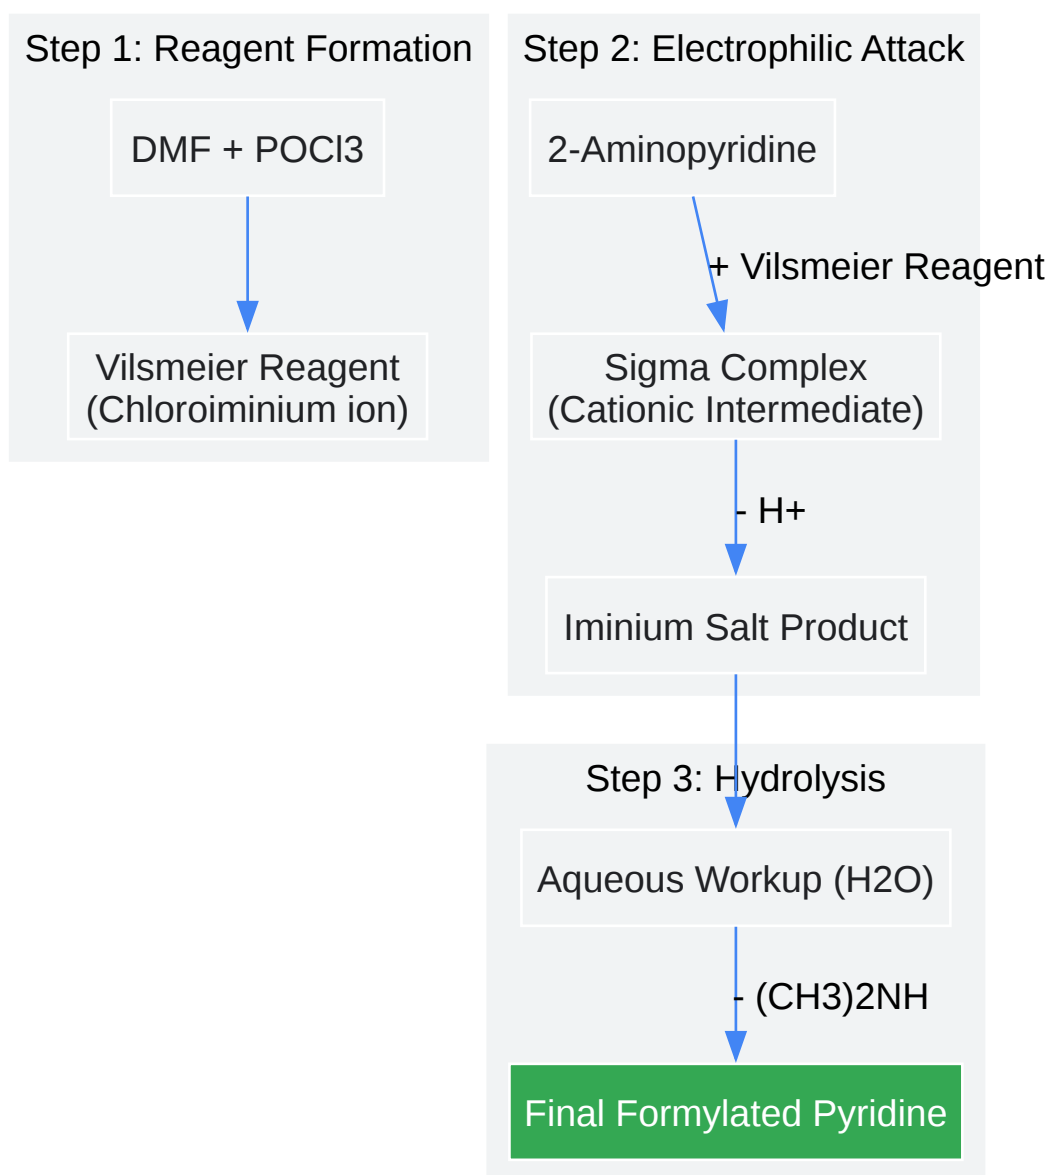 Step 1: Reagent Formation
DMF + POCl3
Vilsmeier Reagent
(Chloroiminium ion)
Step 2: Electrophilic Attack
2-Aminopyridine
+ Vilsmeier Reagent
Sigma Complex
(Cationic Intermediate)
- H+
Iminium Salt Product
Step 3: Hydrolysis
Aqueous Workup (H2O)
- (CH3)2NH
Final Formylated Pyridine